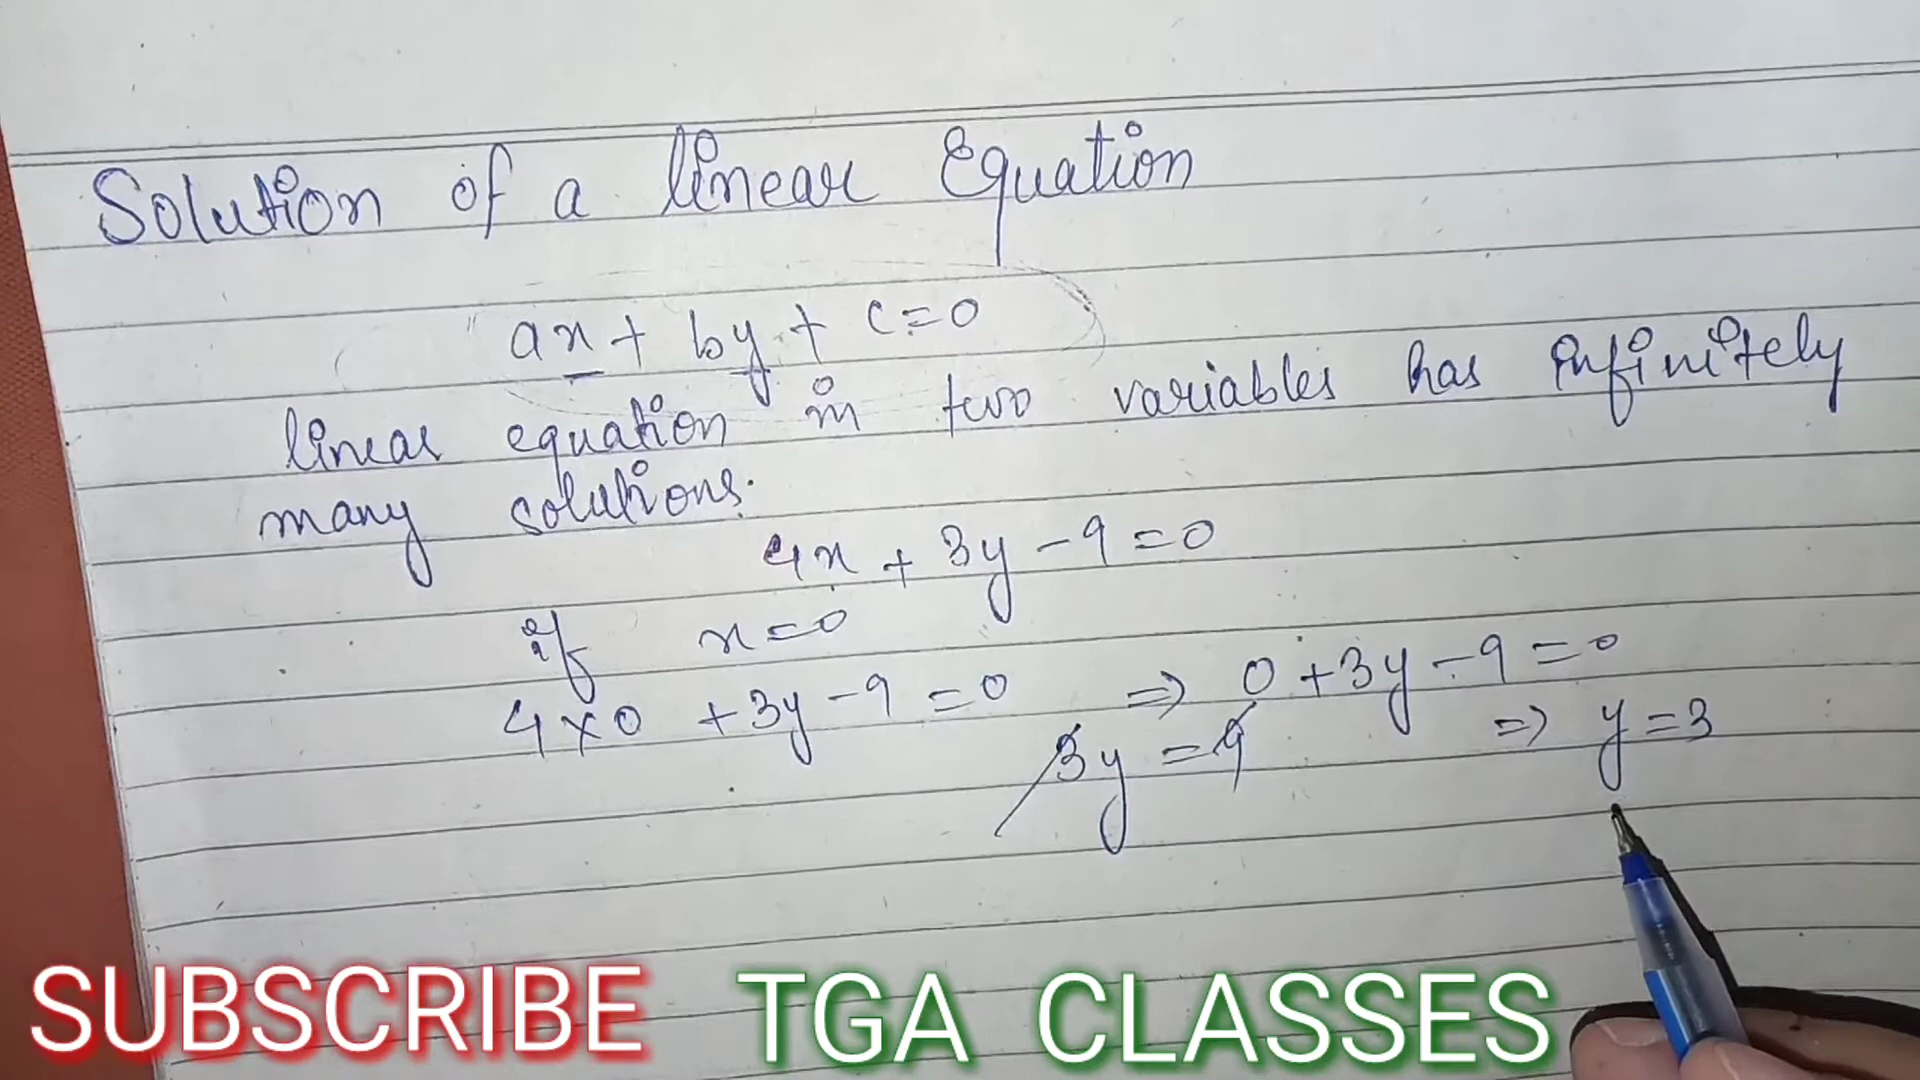 Solution of a linear Equation
ax + by + c = 0
linear equation in two variables has infinitely
many solutions.
4x + 3y - 9 = 0
if x = 0
4 × 0 + 3y - 9 = 0 ⇒ 0 + 3y - 9 = 0
3y = 9 ⇒ y = 3
SUBSCRIBE TGA CLASSES